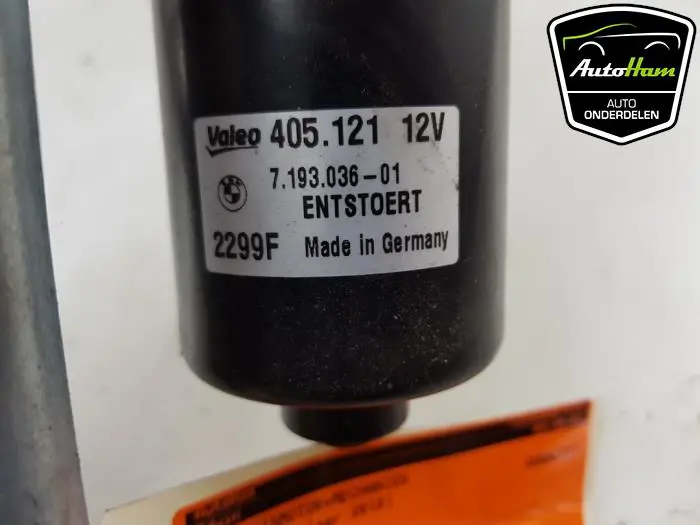 AutoHam
AUTO
ONDERDELEN
Valeo 405.121 12V
7.193.036-01
ENTSTOERT
2299F Made in Germany